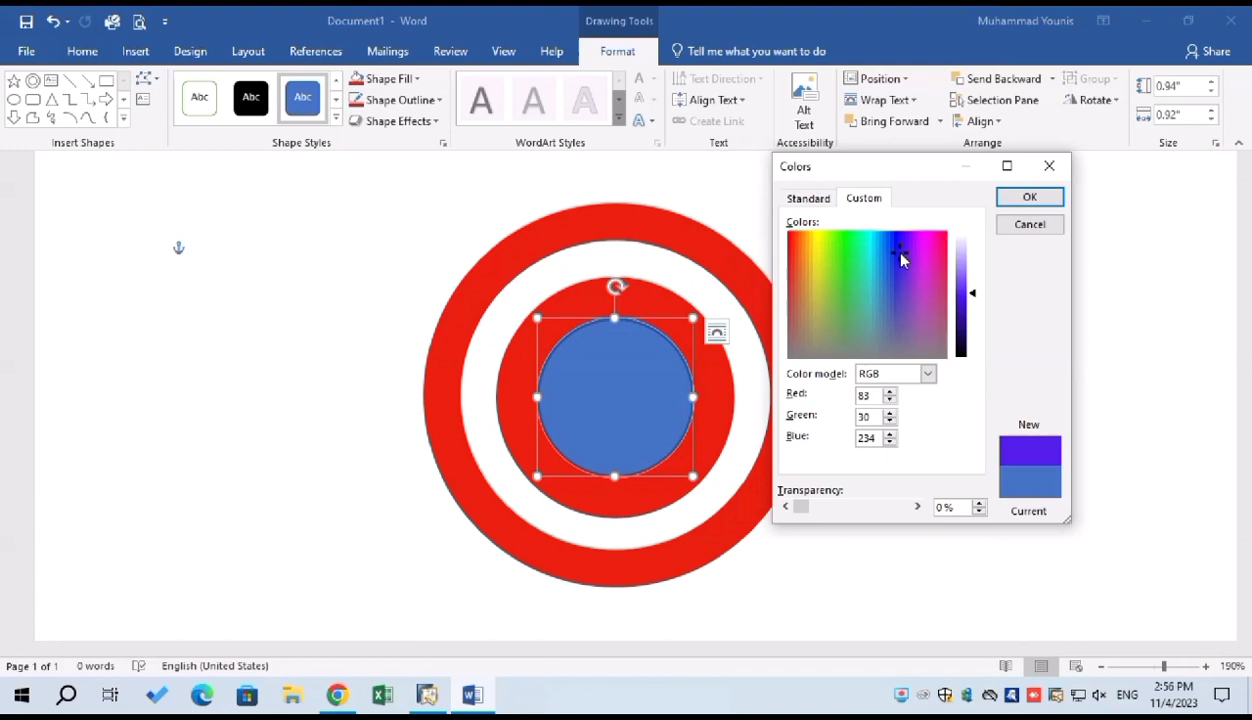 Document1 - Word
Drawing Tools
Muhammad Younis
File Home Insert Design Layout References Mailings Review View Help Format Tell me what you want to do Share
Abc Abc Abc
Shape Fill
Shape Outline
Shape Effects
A A A
A
A
A
Text Direction
Align Text
Create Link
Alt
Text
Position
Wrap Text
Bring Forward
Send Backward
Selection Pane
Align
Group
Rotate
0.94"
0.92"
Insert Shapes Shape Styles WordArt Styles Text Accessibility Arrange Size
Colors
Standard Custom
OK
Cancel
Colors:
Color model: RGB
Red: 83
Green: 30
Blue: 234
New
Current
Transparency:
0 %
Page 1 of 1 0 words English (United States) 190%
ENG
2:56 PM
11/4/2023